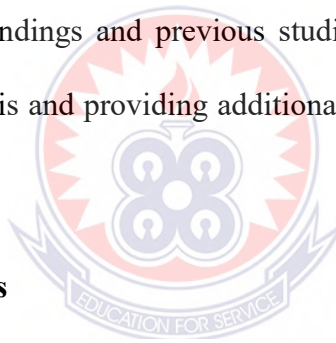 ndings and previous studi
is and providing additiona
s
EDUCATION FOR SERVICE